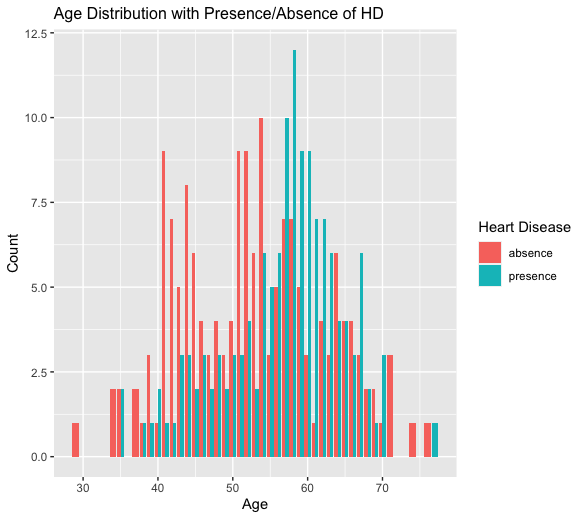 Age Distribution with Presence/Absence of HD
12.5
10.0
7.5
5.0
2.5
0.0
Count
30 40 50 60 70
Age
Heart Disease
absence
presence